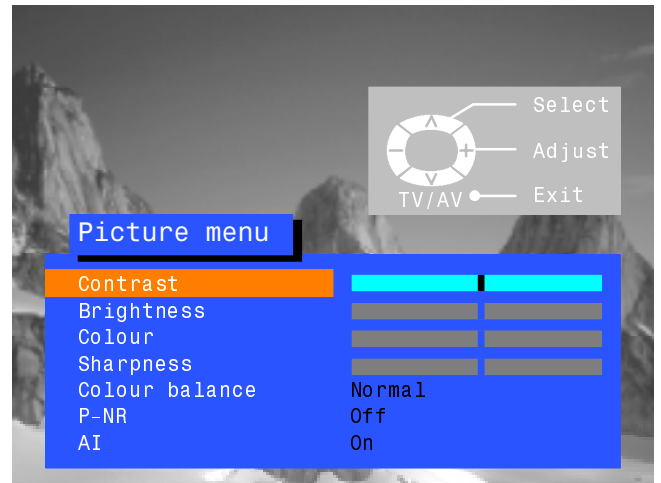 Select
Adjust
TV/AV Exit
Picture menu
Contrast
Brightness
Colour
Sharpness
Colour balance Normal
P-NR Off
AI On